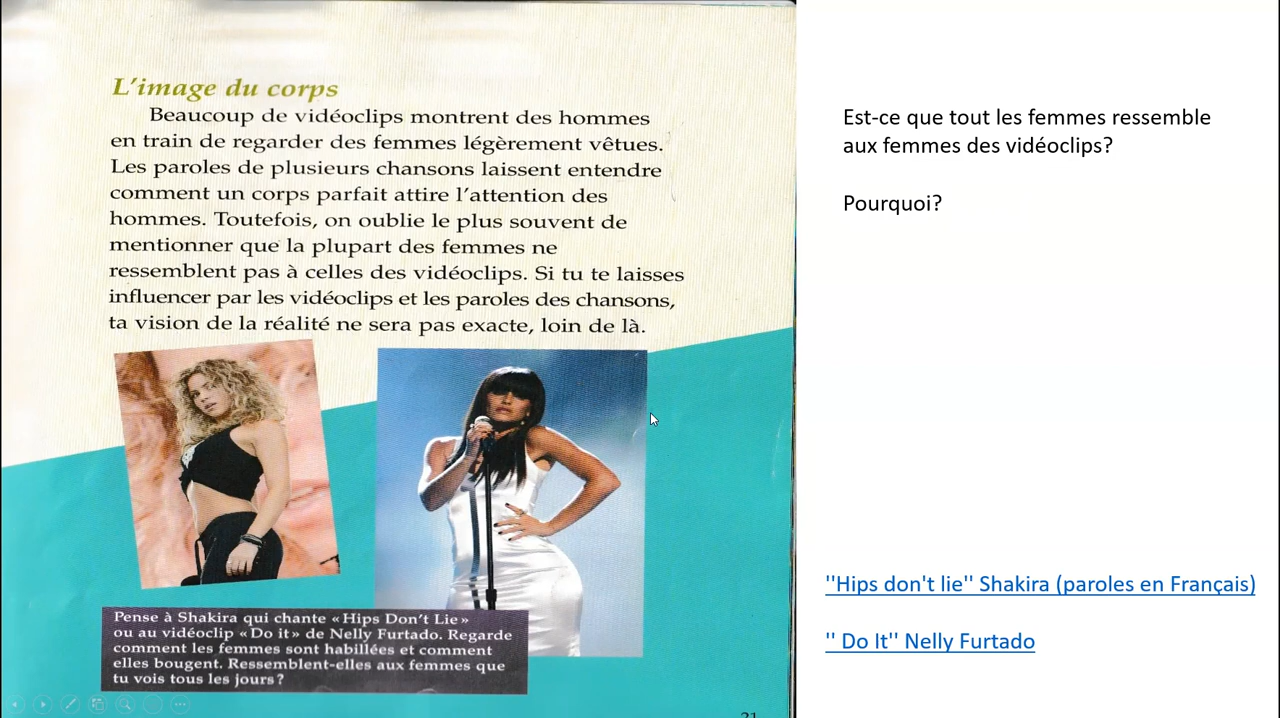 L'image du corps
Beaucoup de vidéoclips montrent des hommes
en train de regarder des femmes légèrement vêtues.
Les paroles de plusieurs chansons laissent entendre
comment un corps parfait attire l'attention des
hommes. Toutefois, on oublie le plus souvent de
mentionner que la plupart des femmes ne
ressemblent pas à celles des vidéoclips. Si tu te laisses
influencer par les vidéoclips et les paroles des chansons,
ta vision de la réalité ne sera pas exacte, loin de là.
Pense à Shakira qui chante «Hips Don't Lie»
ou au vidéoclip «Do it» de Nelly Furtado. Regarde
comment les femmes sont habillées et comment
elles bougent. Ressemblent-elles aux femmes que
tu vois tous les jours?
21
Est-ce que tout les femmes ressemble
aux femmes des vidéoclips?
Pourquoi?
''Hips don't lie'' Shakira (paroles en Français)
'' Do It'' Nelly Furtado